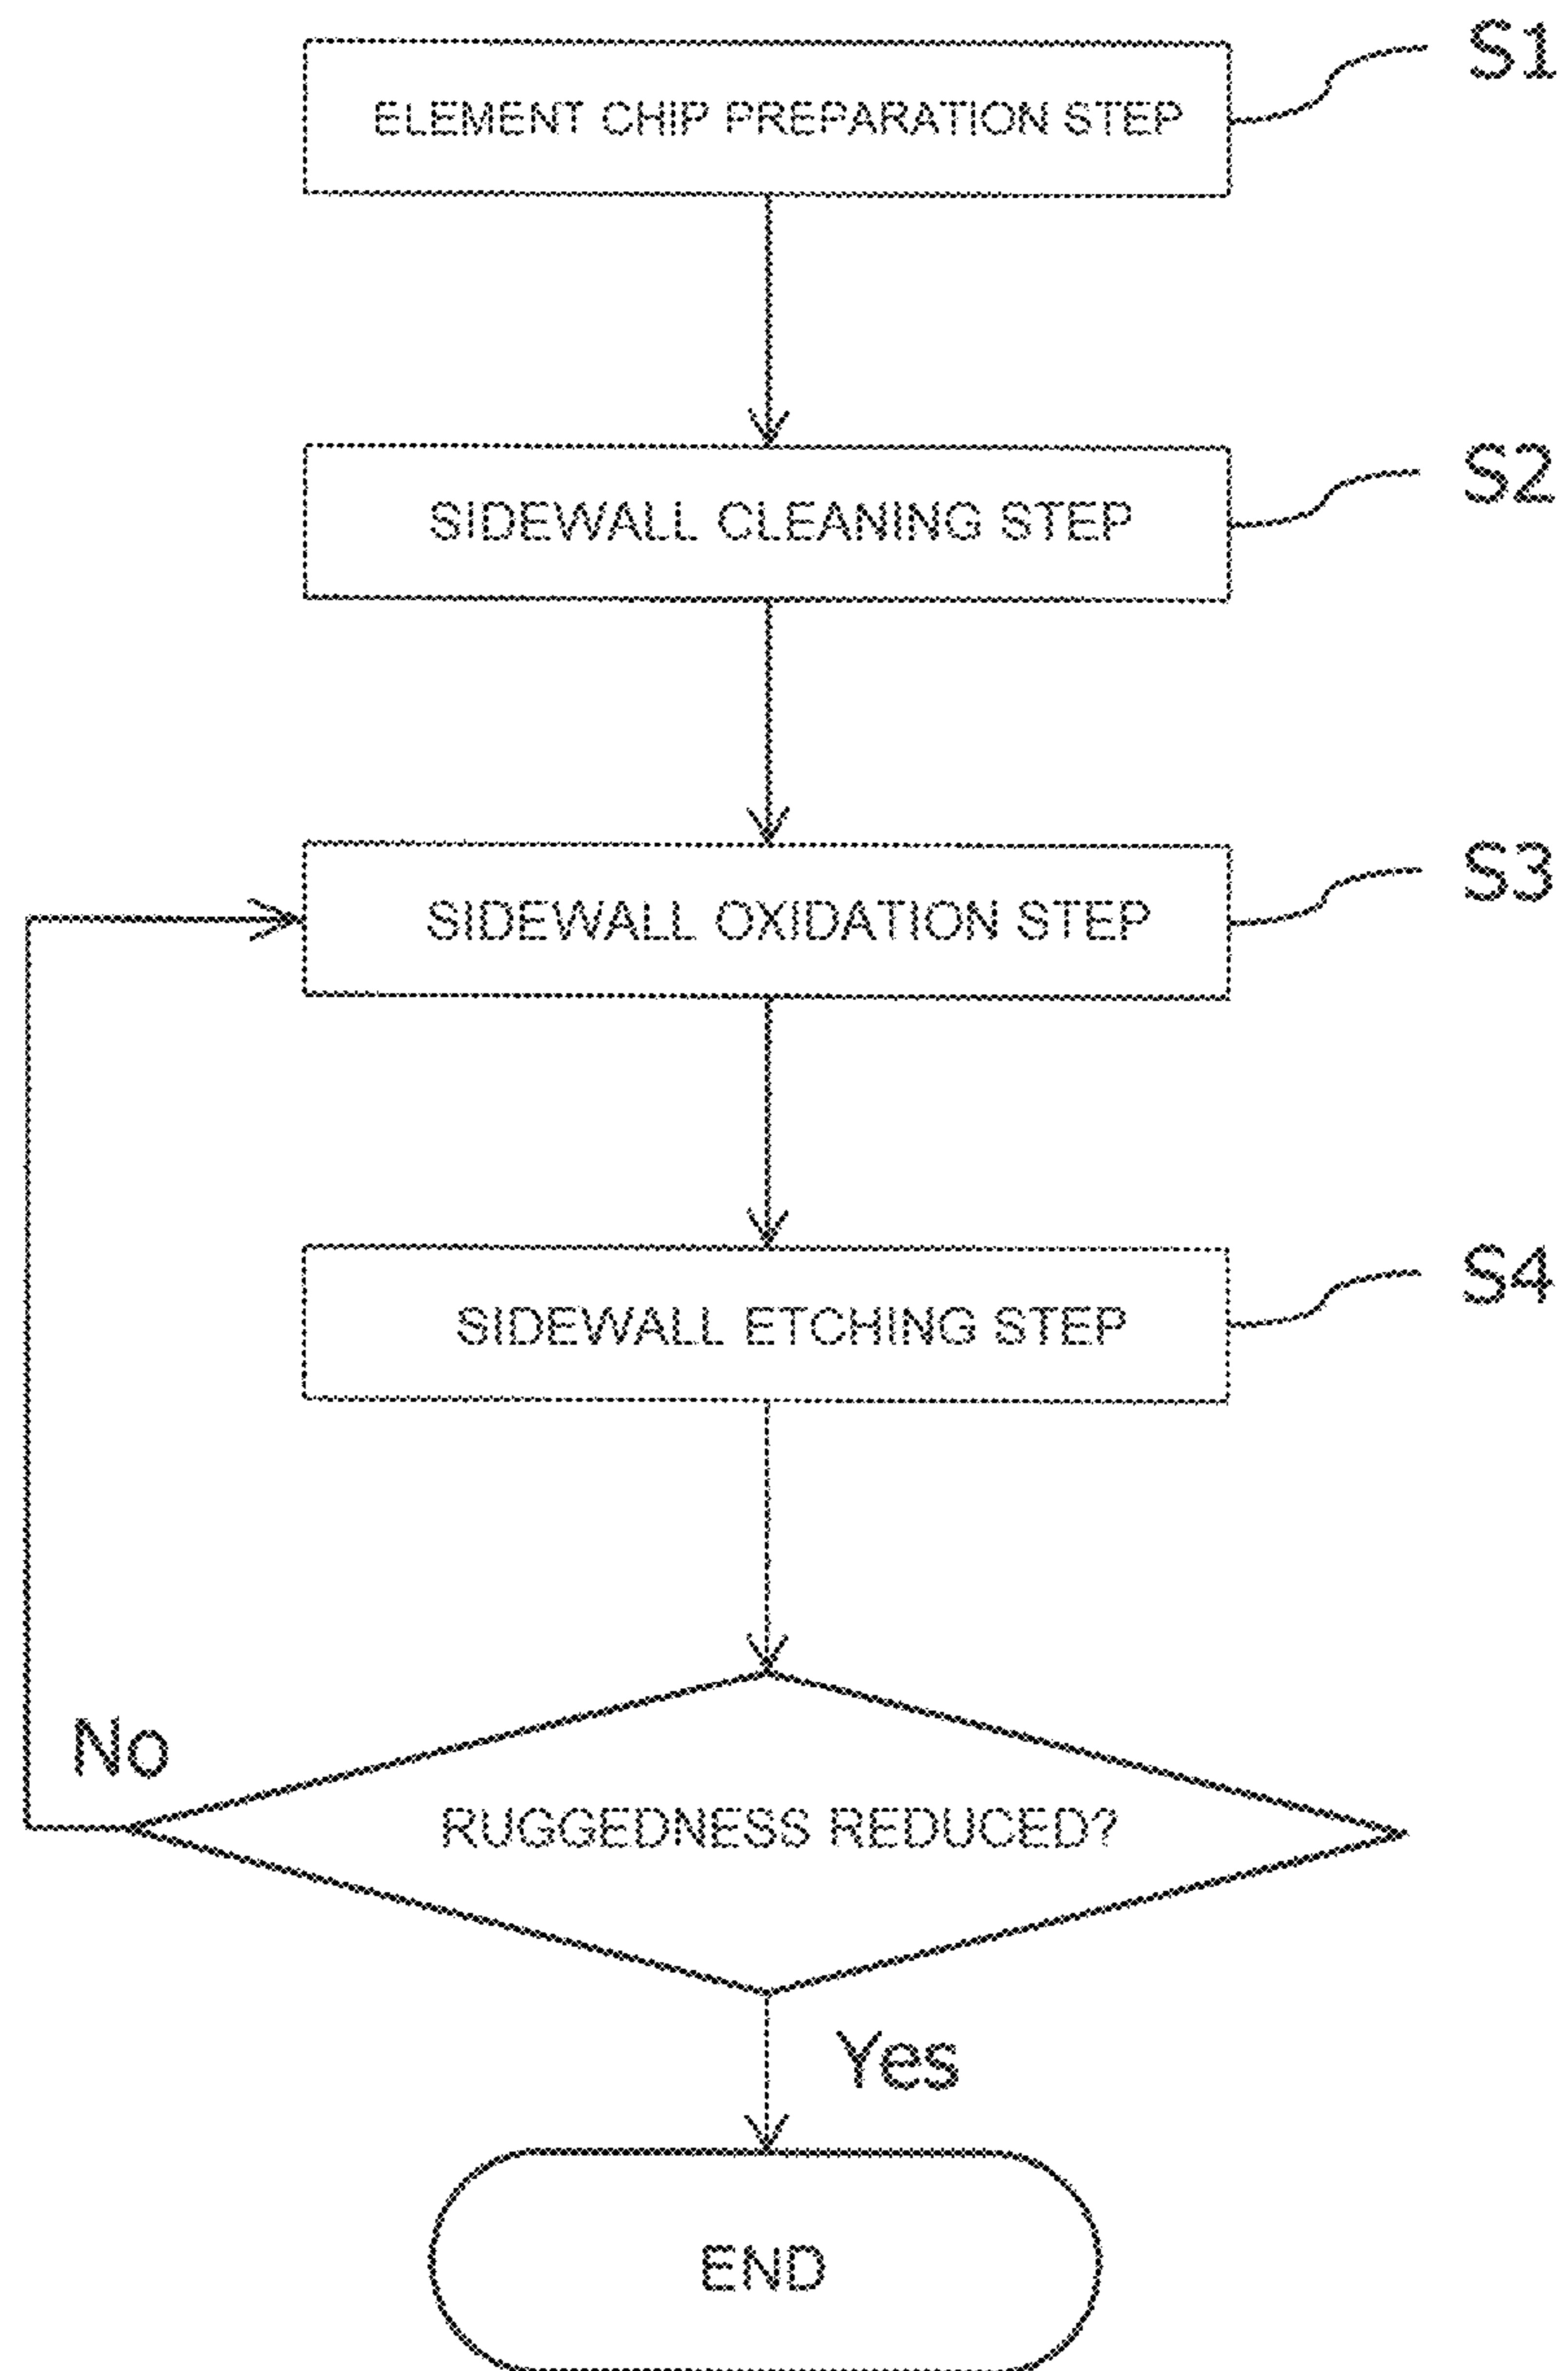 ELEMENT CHIP PREPARATION STEP
S1
SIDEWALL CLEANING STEP
S2
SIDEWALL OXIDATION STEP
S3
SIDEWALL ETCHING STEP
S4
No
RUGGEDNESS REDUCED?
Yes
END